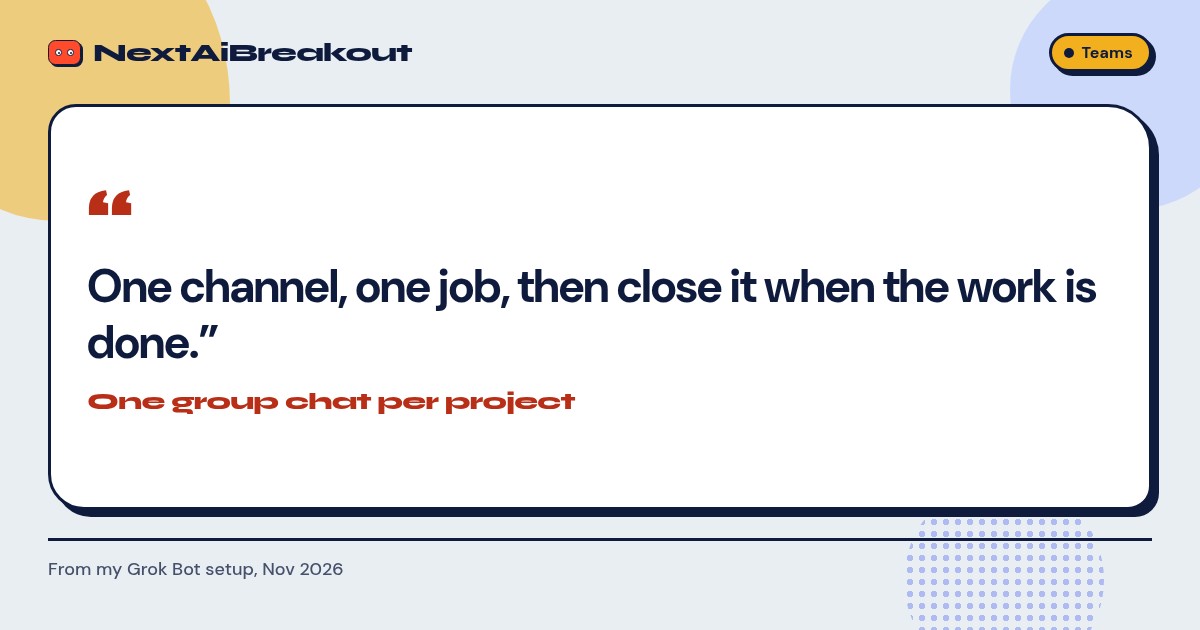 NextAiBreakout
Teams
“
One channel, one job, then close it when the work is
done.”
One group chat per project
From my Grok Bot setup, Nov 2026